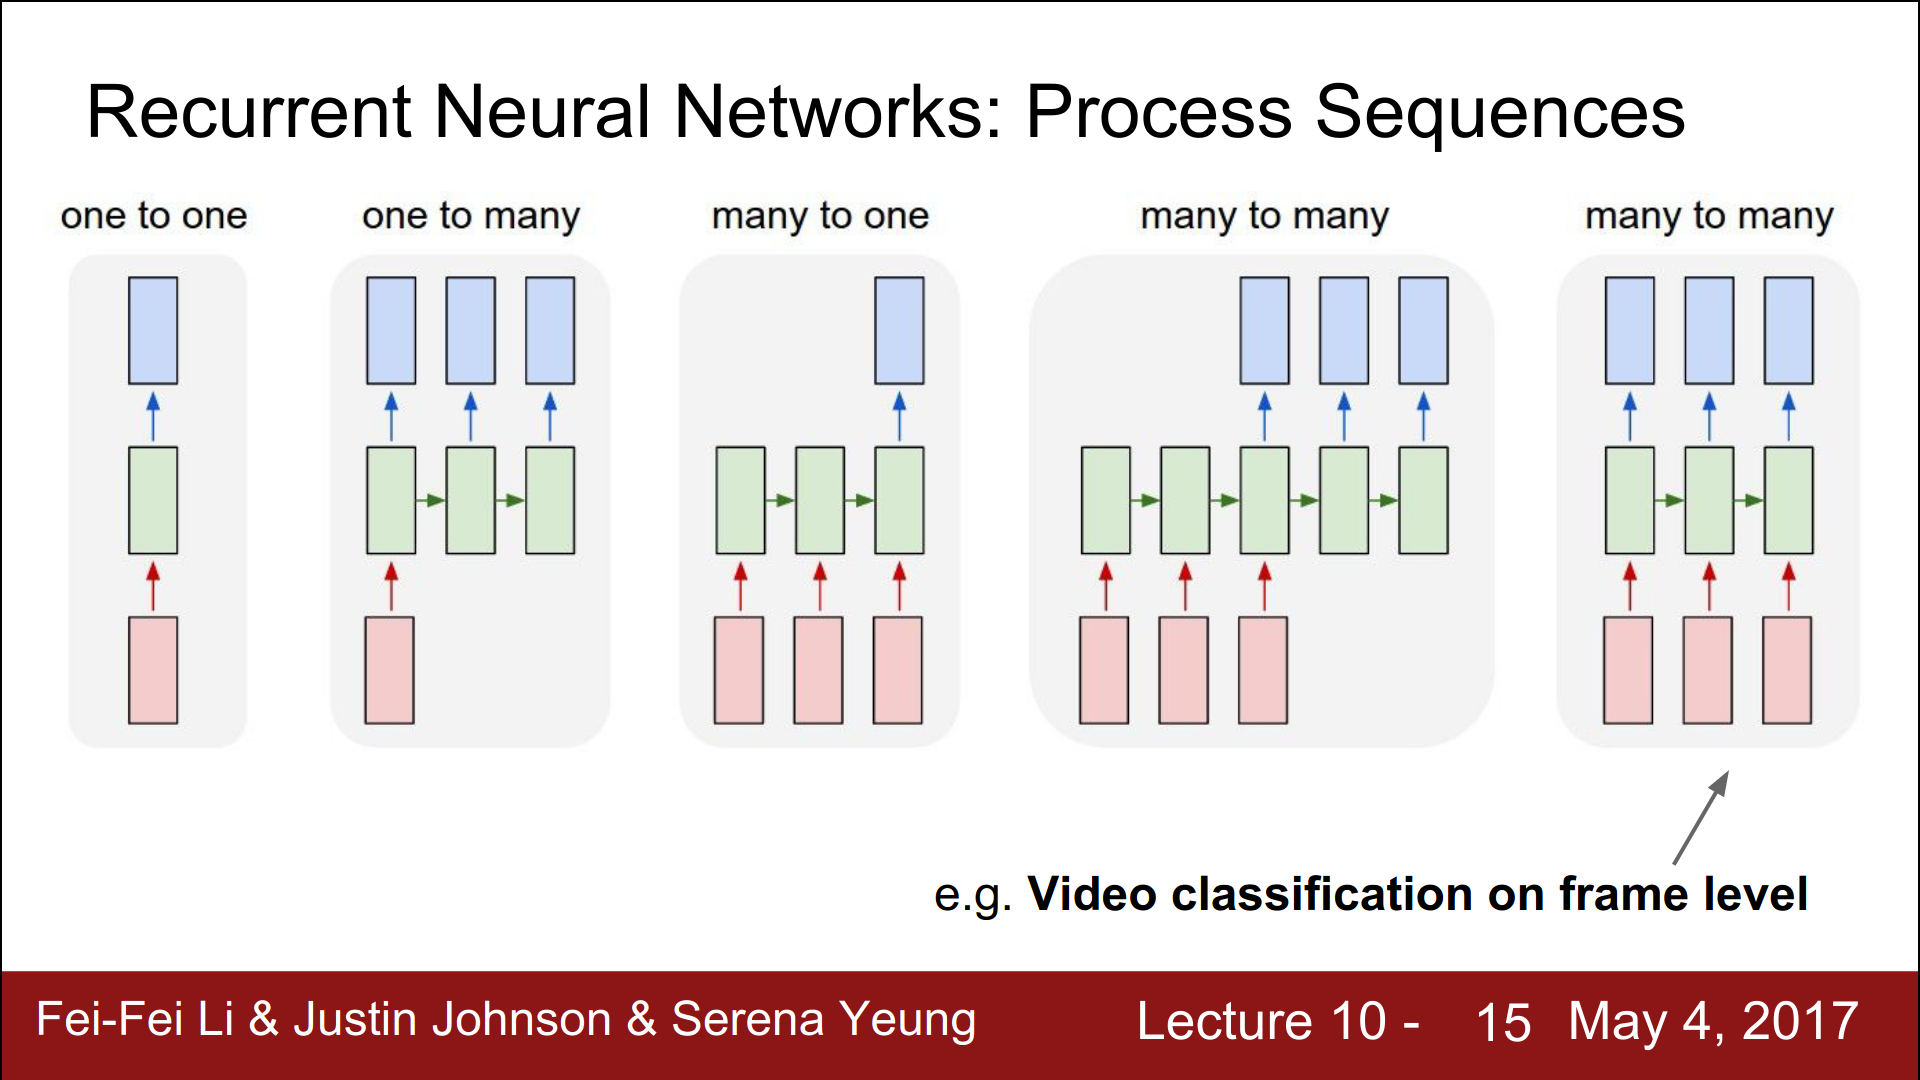 Recurrent Neural Networks: Process Sequences
one to one
one to many
many to one
many to many
many to many
e.g. Video classification on frame level
Fei-Fei Li & Justin Johnson & Serena Yeung
Lecture 10 - 15 May 4, 2017